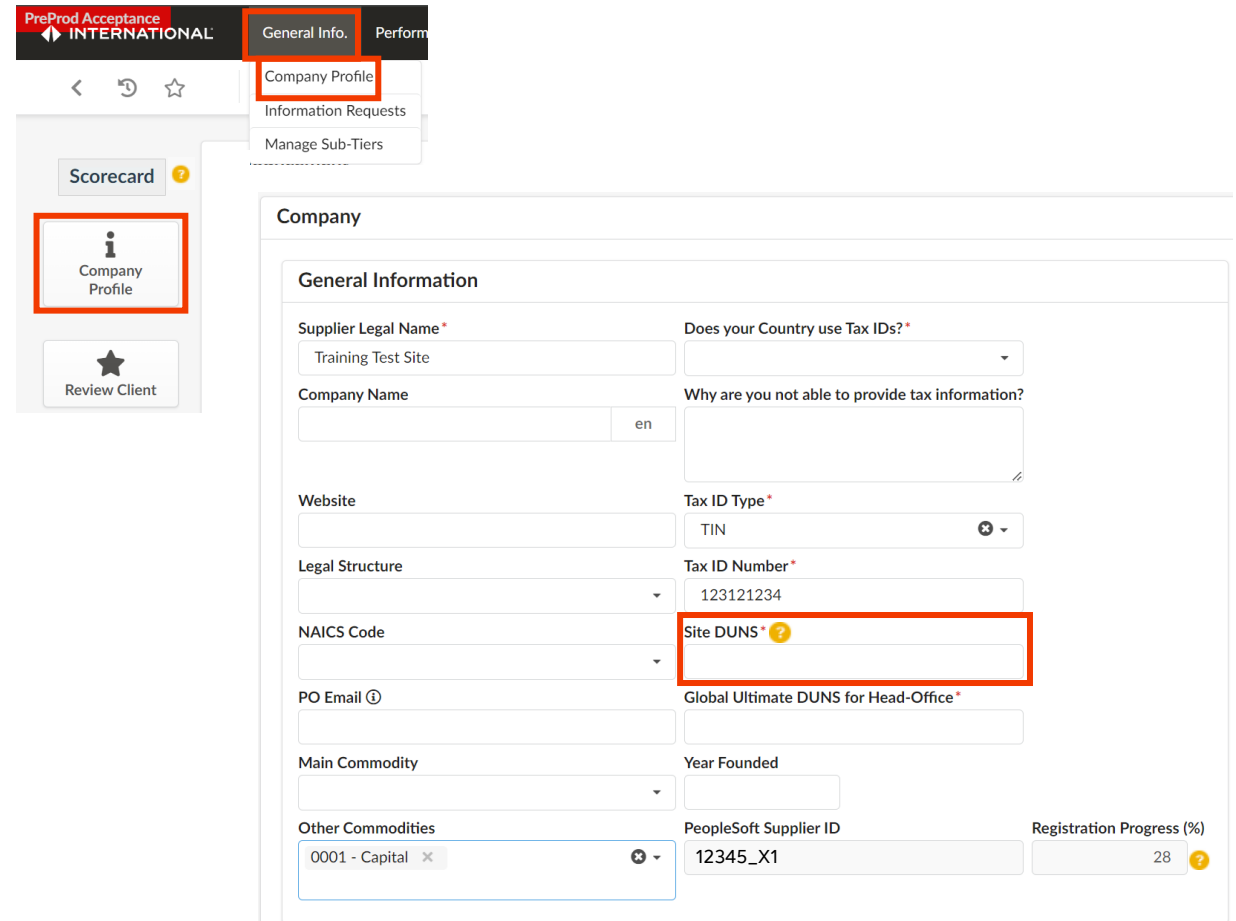 PreProd Acceptance
INTERNATIONAL
General Info.
Perform
Company Profile
Information Requests
Manage Sub-Tiers
Scorecard ?
Company
Profile
Review Client
Company
General Information
Supplier Legal Name*
Training Test Site
Does your Country use Tax IDs?*
Company Name
en
Why are you not able to provide tax information?
Website
Tax ID Type*
TIN
Legal Structure
Tax ID Number*
123121234
NAICS Code
Site DUNS* ?
PO Email
Global Ultimate DUNS for Head-Office*
Main Commodity
Year Founded
Other Commodities
0001 - Capital
PeopleSoft Supplier ID
12345_X1
Registration Progress (%)
28 ?